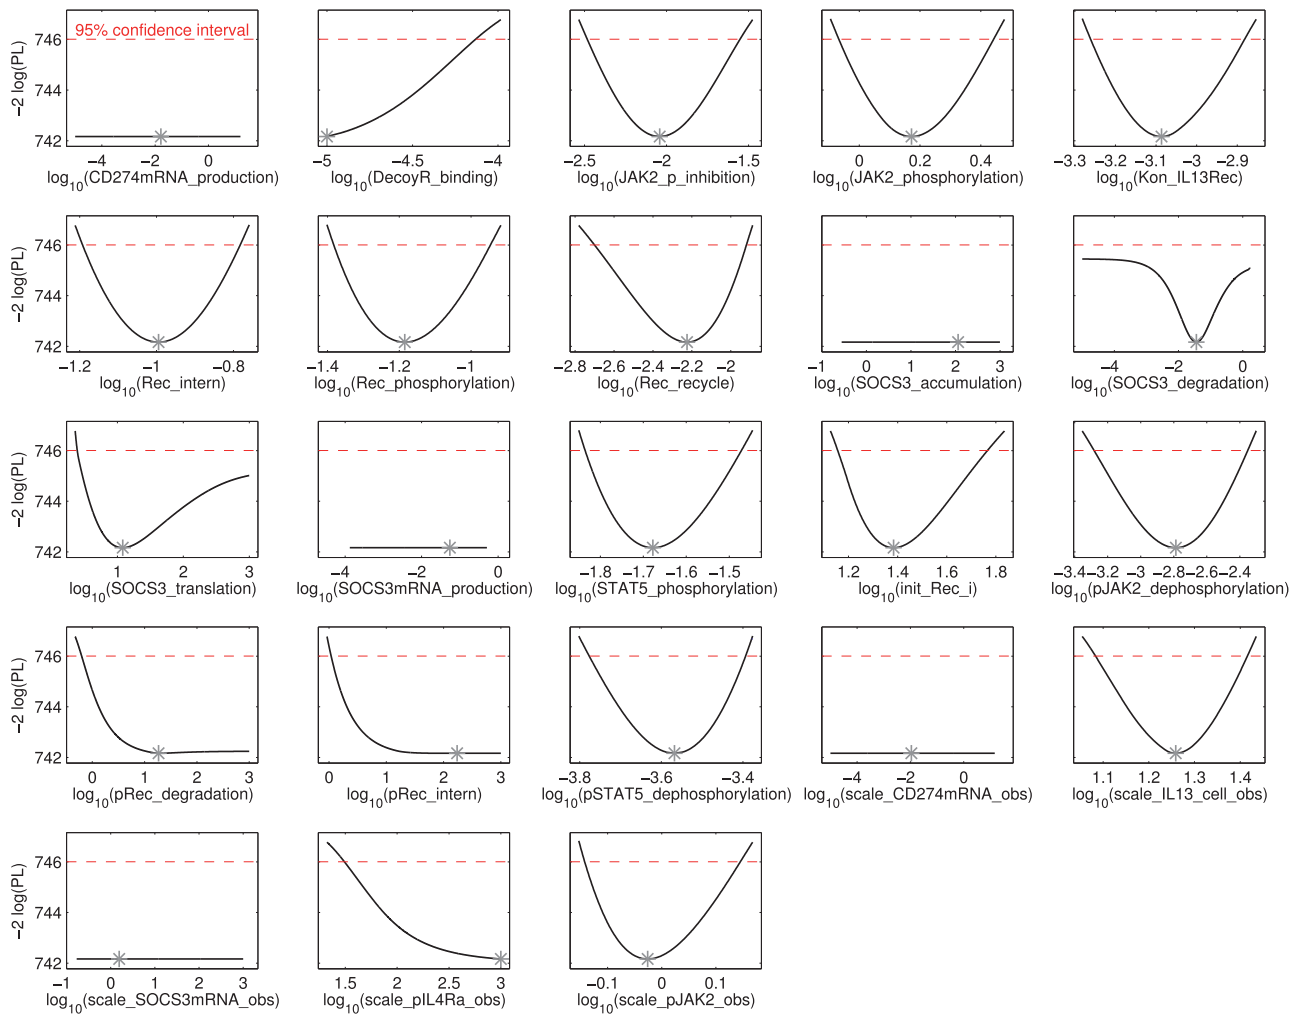 95% confidence interval
−2 log(PL)
746
744
742
−4 −2 0
log10(CD274mRNA_production)
−5 −4.5 −4
log10(DecoyR_binding)
−2.5 −2 −1.5
log10(JAK2_p_inhibition)
0 0.2 0.4
log10(JAK2_phosphorylation)
−3.3 −3.2 −3.1 −3 −2.9
log10(Kon_IL13Rec)
−2 log(PL)
746
744
742
−1.2 −1 −0.8
log10(Rec_intern)
−1.4 −1.2 −1
log10(Rec_phosphorylation)
−2.8 −2.6 −2.4 −2.2 −2
log10(Rec_recycle)
−1 0 1 2 3
log10(SOCS3_accumulation)
−4 −2 0
log10(SOCS3_degradation)
−2 log(PL)
746
744
742
1 2 3
log10(SOCS3_translation)
−4 −2 0
log10(SOCS3mRNA_production)
−1.8 −1.7 −1.6 −1.5
log10(STAT5_phosphorylation)
1.2 1.4 1.6 1.8
log10(init_Rec_i)
−3.4 −3.2 −3 −2.8 −2.6 −2.4
log10(pJAK2_dephosphorylation)
−2 log(PL)
746
744
742
0 1 2 3
log10(pRec_degradation)
0 1 2 3
log10(pRec_intern)
−3.8 −3.6 −3.4
log10(pSTAT5_dephosphorylation)
−4 −2 0
log10(scale_CD274mRNA_obs)
1.1 1.2 1.3 1.4
log10(scale_IL13_cell_obs)
−2 log(PL)
746
744
742
−1 0 1 2 3
log10(scale_SOCS3mRNA_obs)
1.5 2 2.5 3
log10(scale_pIL4Ra_obs)
−0.1 0 0.1
log10(scale_pJAK2_obs)